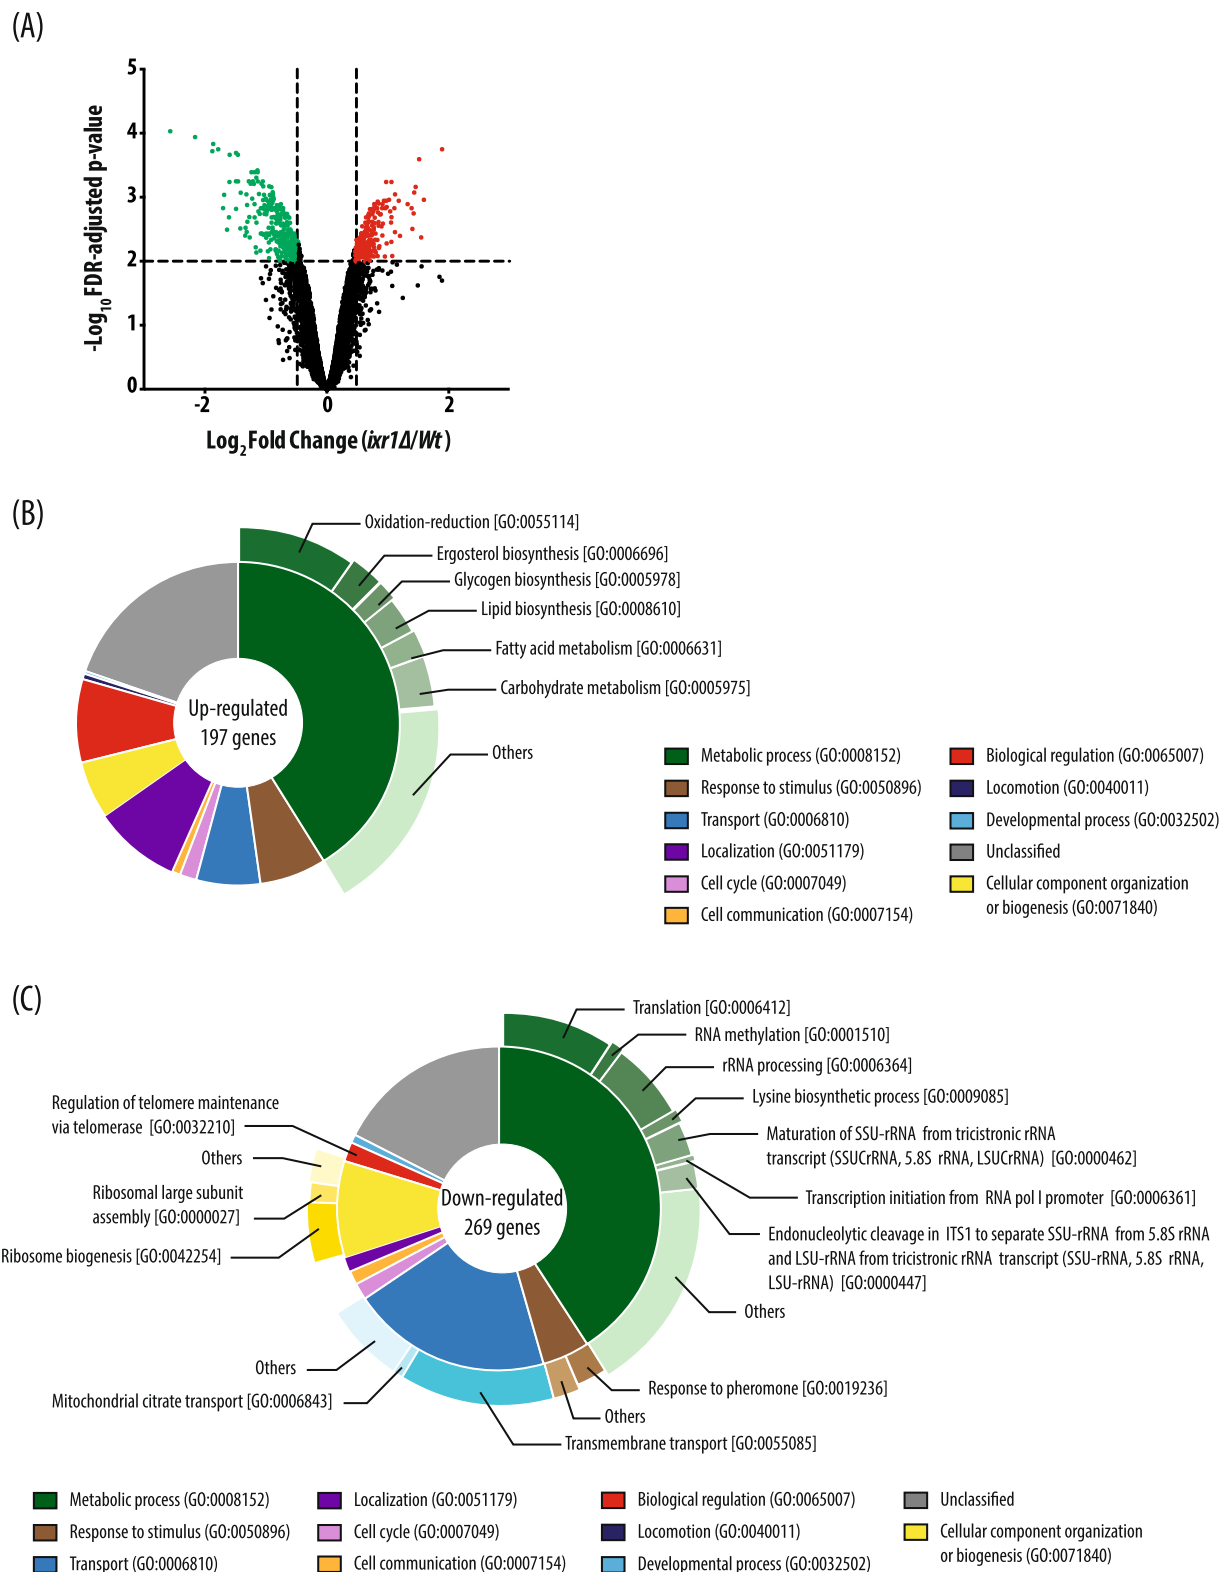 (A)
5
4
3
2
1
0
-Log10 FDR-adjusted p-value
-2
0
2
Log2 Fold Change (ixr1Δ/Wt )
(B)
Oxidation-reduction [GO:0055114]
Ergosterol biosynthesis [GO:0006696]
Glycogen biosynthesis [GO:0005978]
Lipid biosynthesis [GO:0008610]
Fatty acid metabolism [GO:0006631]
Carbohydrate metabolism [GO:0005975]
Others
Up-regulated
197 genes
Metabolic process (GO:0008152)
Response to stimulus (GO:0050896)
Transport (GO:0006810)
Localization (GO:0051179)
Cell cycle (GO:0007049)
Cell communication (GO:0007154)
Biological regulation (GO:0065007)
Locomotion (GO:0040011)
Developmental process (GO:0032502)
Unclassified
Cellular component organization
or biogenesis (GO:0071840)
(C)
Translation [GO:0006412]
RNA methylation [GO:0001510]
rRNA processing [GO:0006364]
Lysine biosynthetic process [GO:0009085]
Maturation of SSU-rRNA from tricistronic rRNA
transcript (SSUCrRNA, 5.8S rRNA, LSUCrRNA) [GO:0000462]
Transcription initiation from RNA pol I promoter [GO:0006361]
Endonucleolytic cleavage in ITS1 to separate SSU-rRNA from 5.8S rRNA
and LSU-rRNA from tricistronic rRNA transcript (SSU-rRNA, 5.8S rRNA,
LSU-rRNA) [GO:0000447]
Others
Response to pheromone [GO:0019236]
Others
Transmembrane transport [GO:0055085]
Regulation of telomere maintenance
via telomerase [GO:0032210]
Others
Ribosomal large subunit
assembly [GO:0000027]
Ribosome biogenesis [GO:0042254]
Others
Mitochondrial citrate transport [GO:0006843]
Down-regulated
269 genes
Metabolic process (GO:0008152)
Response to stimulus (GO:0050896)
Transport (GO:0006810)
Localization (GO:0051179)
Cell cycle (GO:0007049)
Cell communication (GO:0007154)
Biological regulation (GO:0065007)
Locomotion (GO:0040011)
Developmental process (GO:0032502)
Unclassified
Cellular component organization
or biogenesis (GO:0071840)